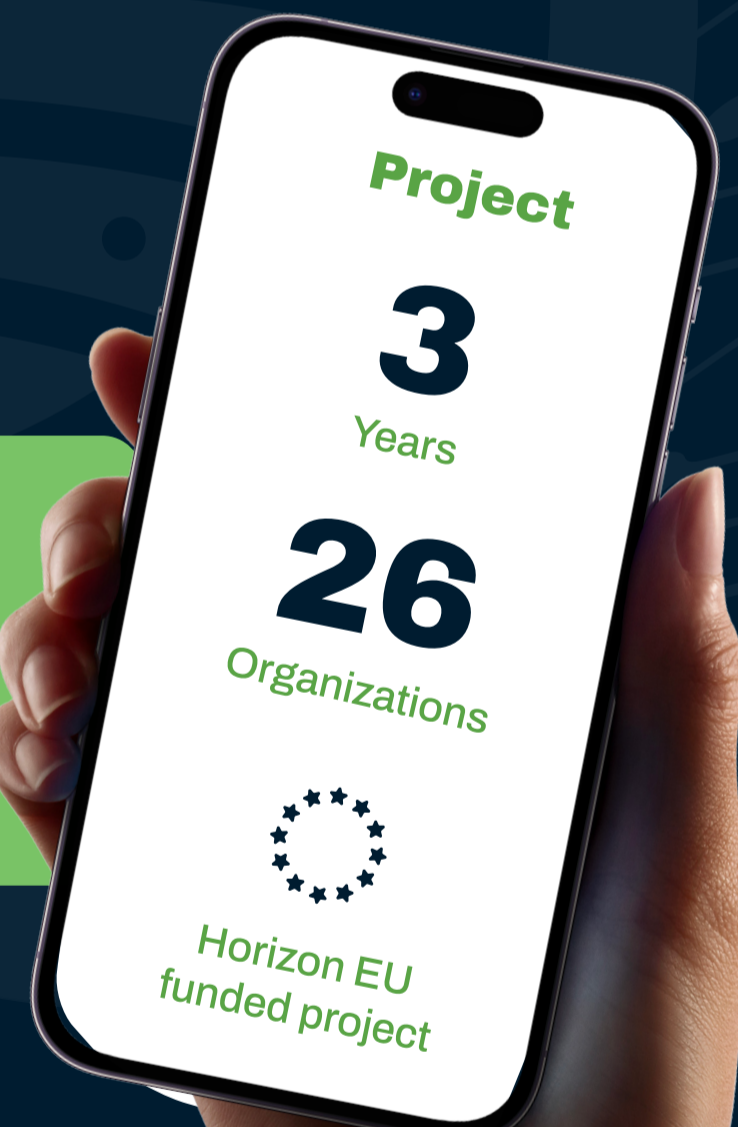 Project
3
Years
26
Organizations
Horizon EU
funded project